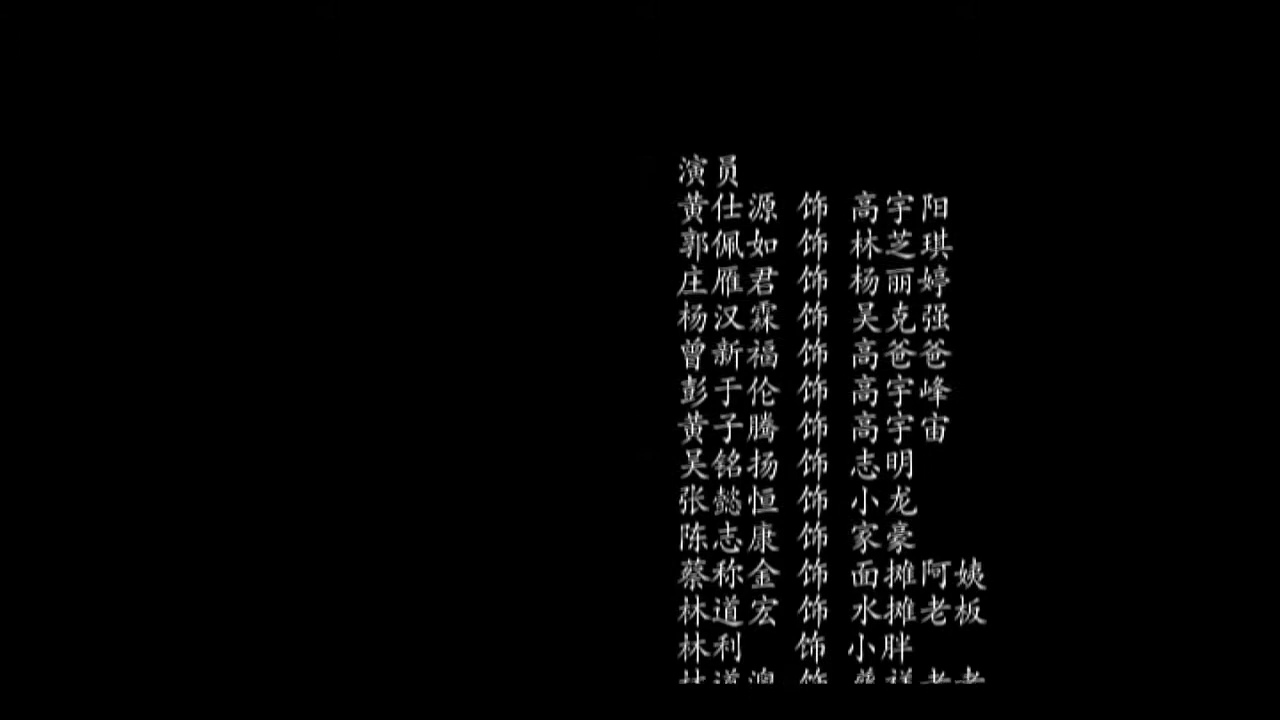 演员
黄仕源 饰 高宇阳
郭佩如 饰 林芝琪
庄雁君 饰 杨丽婷
杨汉霖 饰 吴克强
曾新福 饰 高爸爸
彭于伦 饰 高宇峰
黄子腾 饰 高宇宙
吴铭扬 饰 志明
张懿恒 饰 小龙
陈志康 饰 家豪
蔡称金 饰 面摊阿姨
林道宏 饰 水摊老板
林利 饰 小胖